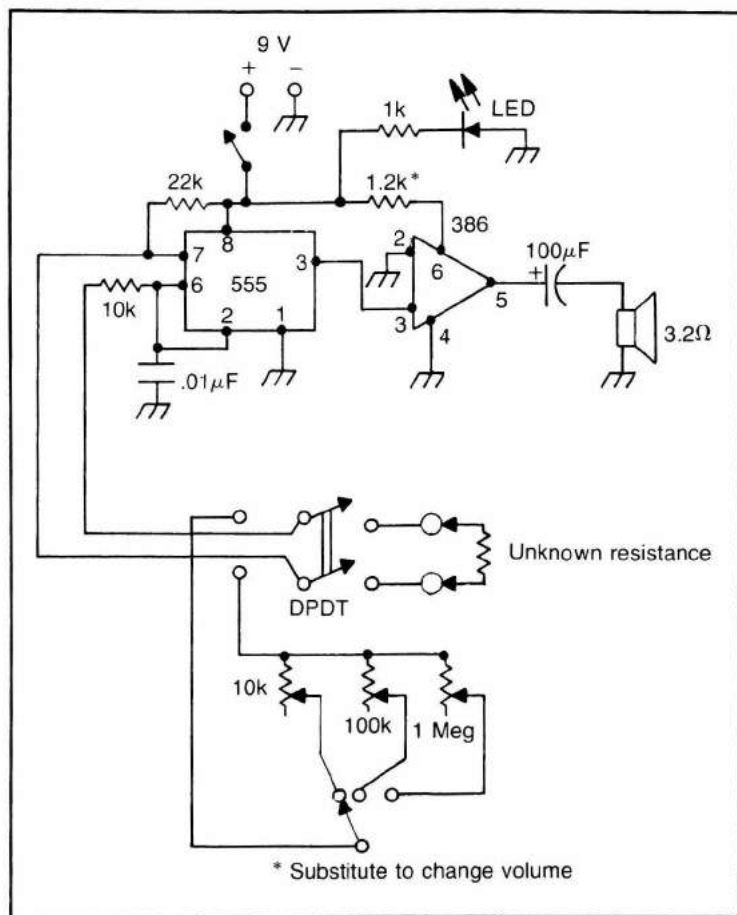 9 V
+ -
1k LED
22k 1.2k*
386
7 8 2 100µF
3 6 +
6 555 5
10k 2 1 3 4 3.2Ω
.01µF
Unknown resistance
DPDT
10k 100k 1 Meg
* Substitute to change volume